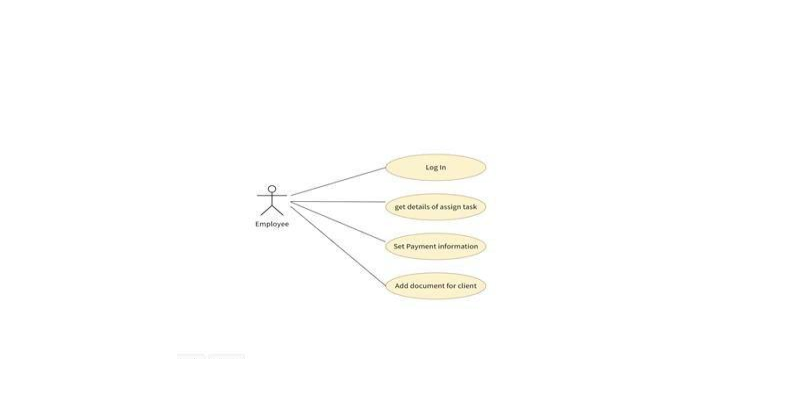 Log In
get details of assign task
Employee
Set Payment information
Add document for client